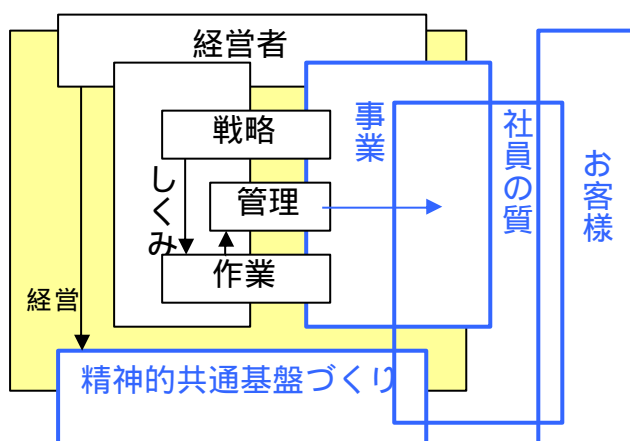 経営者
戦略
しくみ
管理
作業
経営
事業
社員の質
お客様
精神的共通基盤づくり